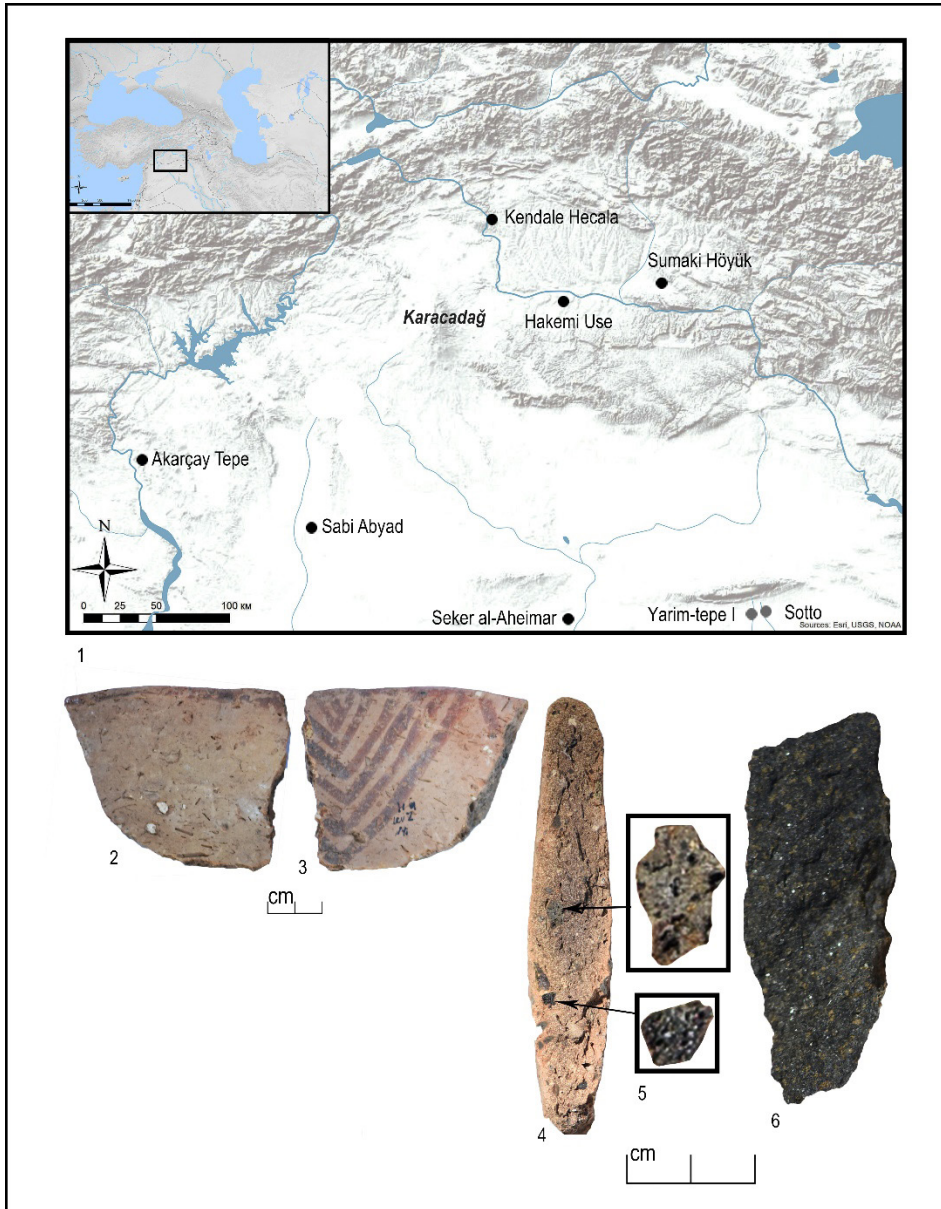 Kendale Hecala
Sumaki Höyük
Karacadağ
Hakemi Use
Akarçay Tepe
N
Sabi Abyad
0 25 50 100 км
Seker al-Aheimar
Yarim-tepe I
Sotto
Sources: Esri, USGS, NOAA
1
2
3
cm
4
5
6
cm